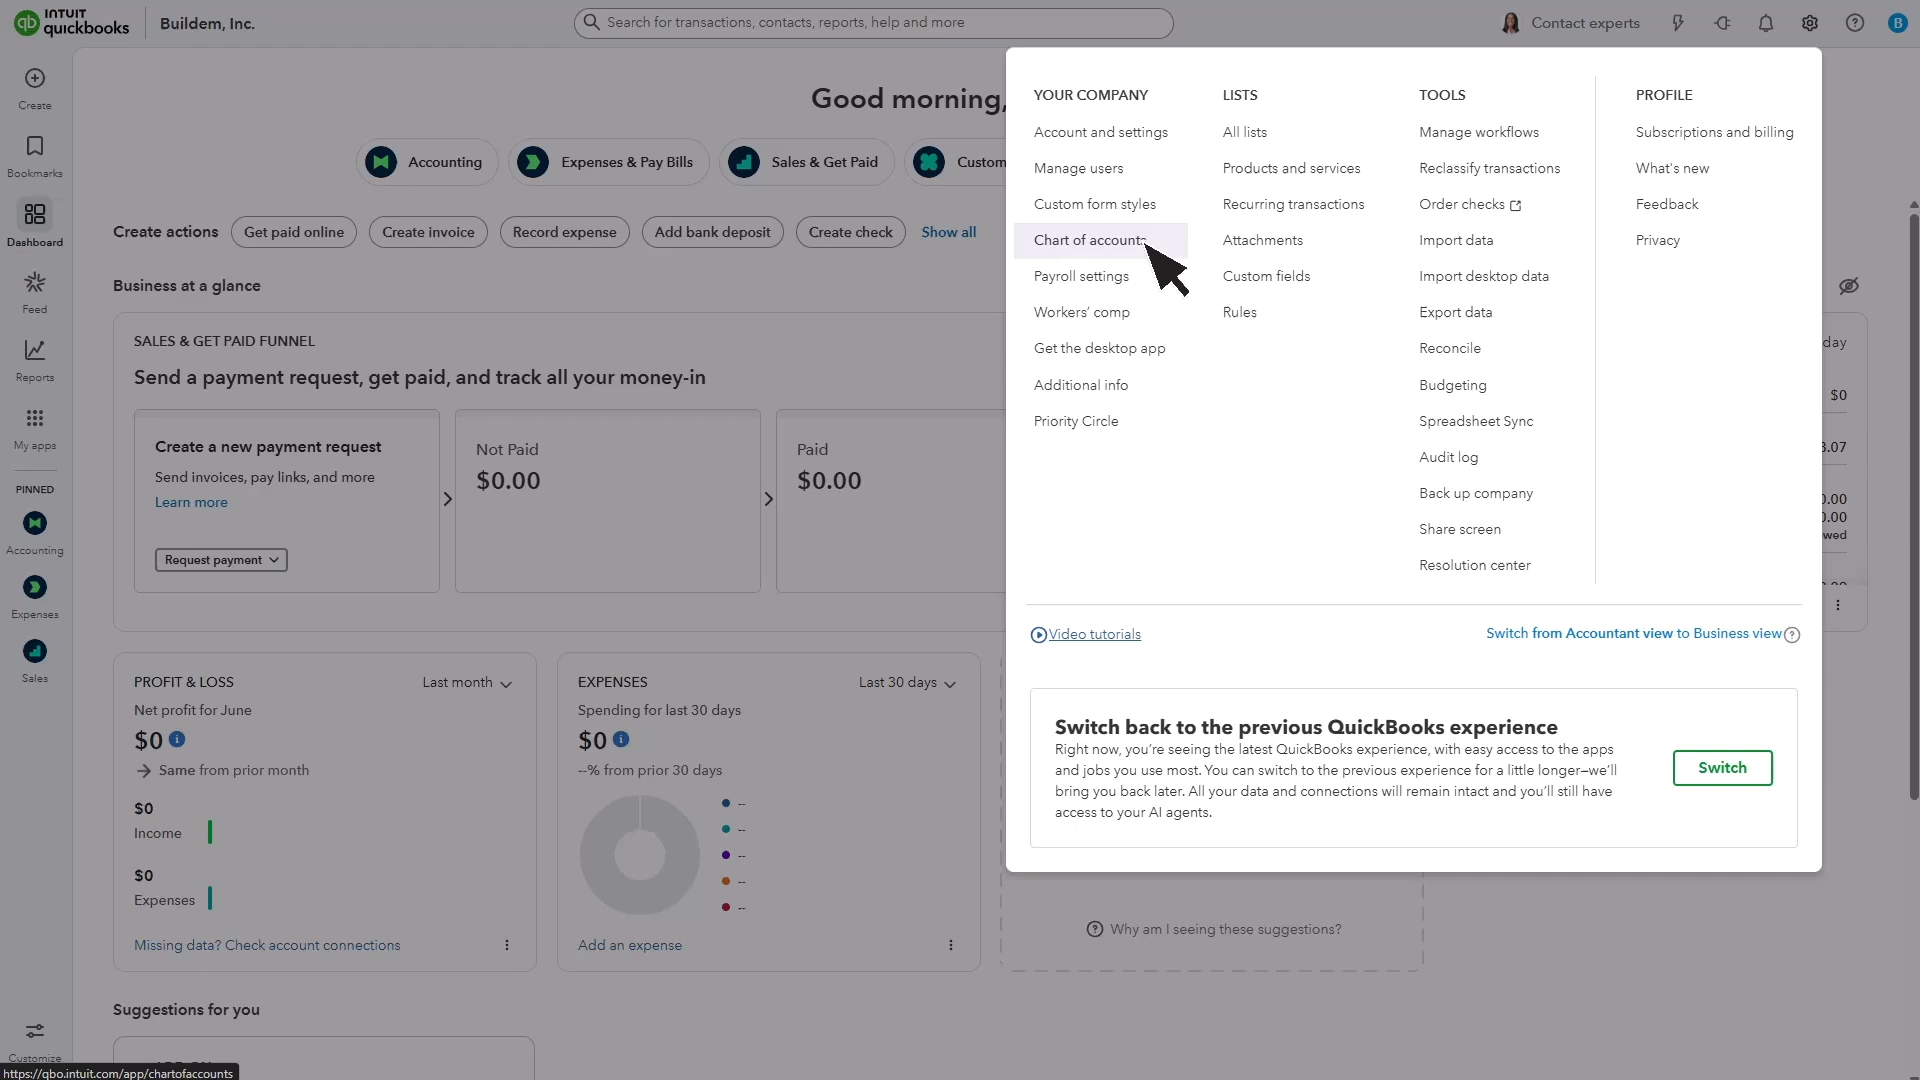 INTUIT
quickbooks
Buildem, Inc.
Search for transactions, contacts, reports, help and more
Contact experts
B
Create
Bookmarks
Dashboard
Feed
Reports
My apps
PINNED
Accounting
Expenses
Sales
Customize
Good morning,
Accounting
Expenses & Pay Bills
Sales & Get Paid
Custom
Create actions
Get paid online
Create invoice
Record expense
Add bank deposit
Create check
Show all
Business at a glance
SALES & GET PAID FUNNEL
Send a payment request, get paid, and track all your money-in
Create a new payment request
Send invoices, pay links, and more
Learn more
Request payment
Not Paid
$0.00
Paid
$0.00
PROFIT & LOSS
Last month
Net profit for June
$0
Same from prior month
$0
Income
$0
Expenses
Missing data? Check account connections
EXPENSES
Last 30 days
Spending for last 30 days
$0
--% from prior 30 days
--
--
--
--
--
Add an expense
Why am I seeing these suggestions?
Suggestions for you
YOUR COMPANY
Account and settings
Manage users
Custom form styles
Chart of accounts
Payroll settings
Workers' comp
Get the desktop app
Additional info
Priority Circle
LISTS
All lists
Products and services
Recurring transactions
Attachments
Custom fields
Rules
TOOLS
Manage workflows
Reclassify transactions
Order checks
Import data
Import desktop data
Export data
Reconcile
Budgeting
Spreadsheet Sync
Audit log
Back up company
Share screen
Resolution center
PROFILE
Subscriptions and billing
What's new
Feedback
Privacy
Video tutorials
Switch from Accountant view to Business view
Switch back to the previous QuickBooks experience
Right now, you're seeing the latest QuickBooks experience, with easy access to the apps
and jobs you use most. You can switch to the previous experience for a little longer—we'll
bring you back later. All your data and connections will remain intact and you'll still have
access to your AI agents.
Switch
day
$0
3.07
0.00
0.00
wed
https://qbo.intuit.com/app/chartofaccounts